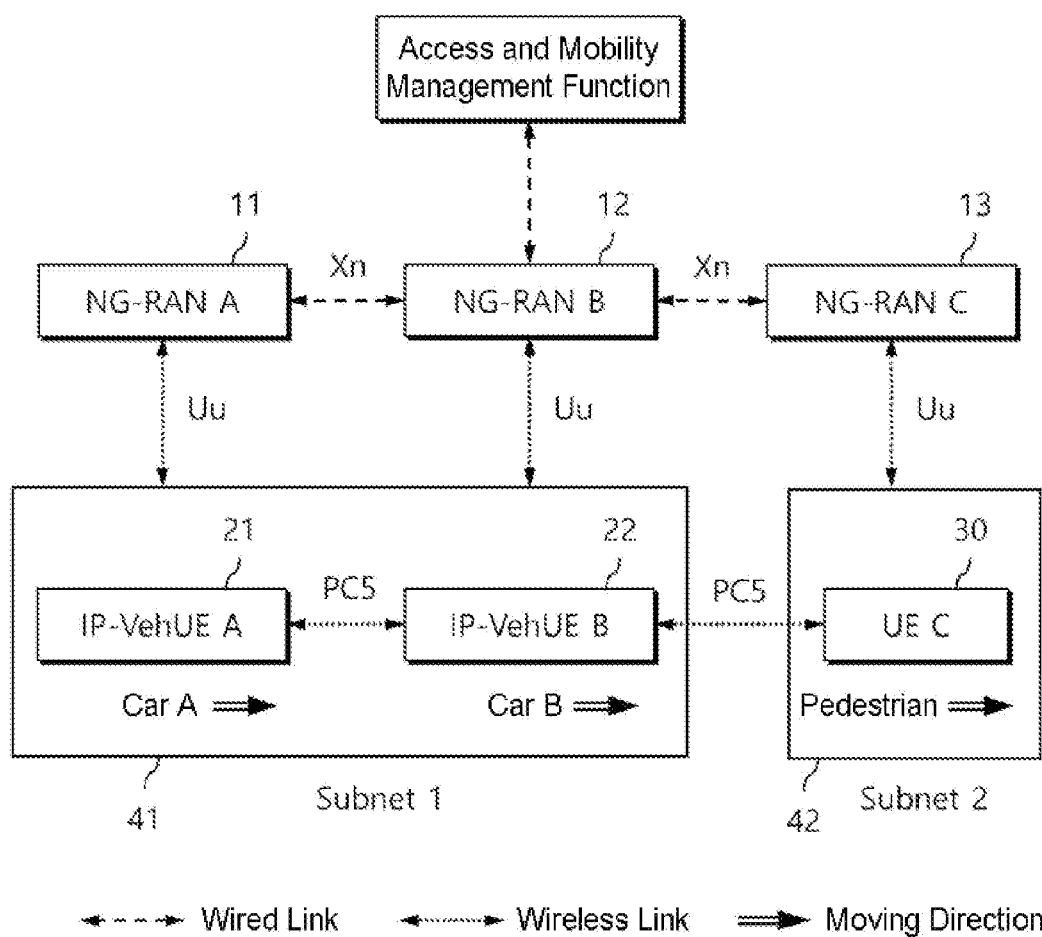 Access and Mobility
Management Function
11
12
13
Xn
Xn
NG-RAN A
NG-RAN B
NG-RAN C
Uu
Uu
Uu
21
22
30
PC5
PC5
IP-VehUE A
IP-VehUE B
UE C
Car A
Car B
Pedestrian
41
Subnet 1
42
Subnet 2
Wired Link
Wireless Link
Moving Direction